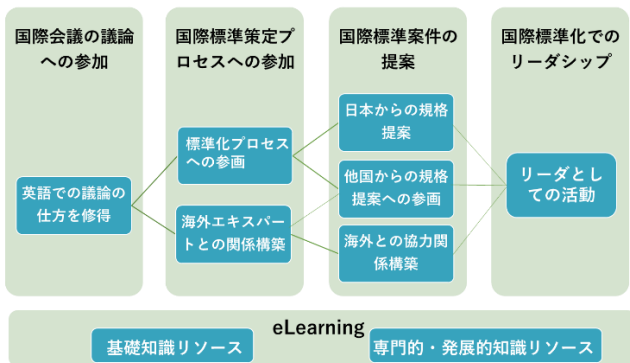 国際会議の議論
への参加
国際標準策定プ
ロセスへの参加
国際標準案件の
提案
国際標準化での
リーダシップ
英語での議論の
仕方を修得
標準化プロセス
への参画
海外エキスパー
トとの関係構築
日本からの規格
提案
他国からの規格
提案への参画
海外との協力関
係構築
リーダとし
ての活動
eLearning
基礎知識リソース
専門的・発展的知識リソース